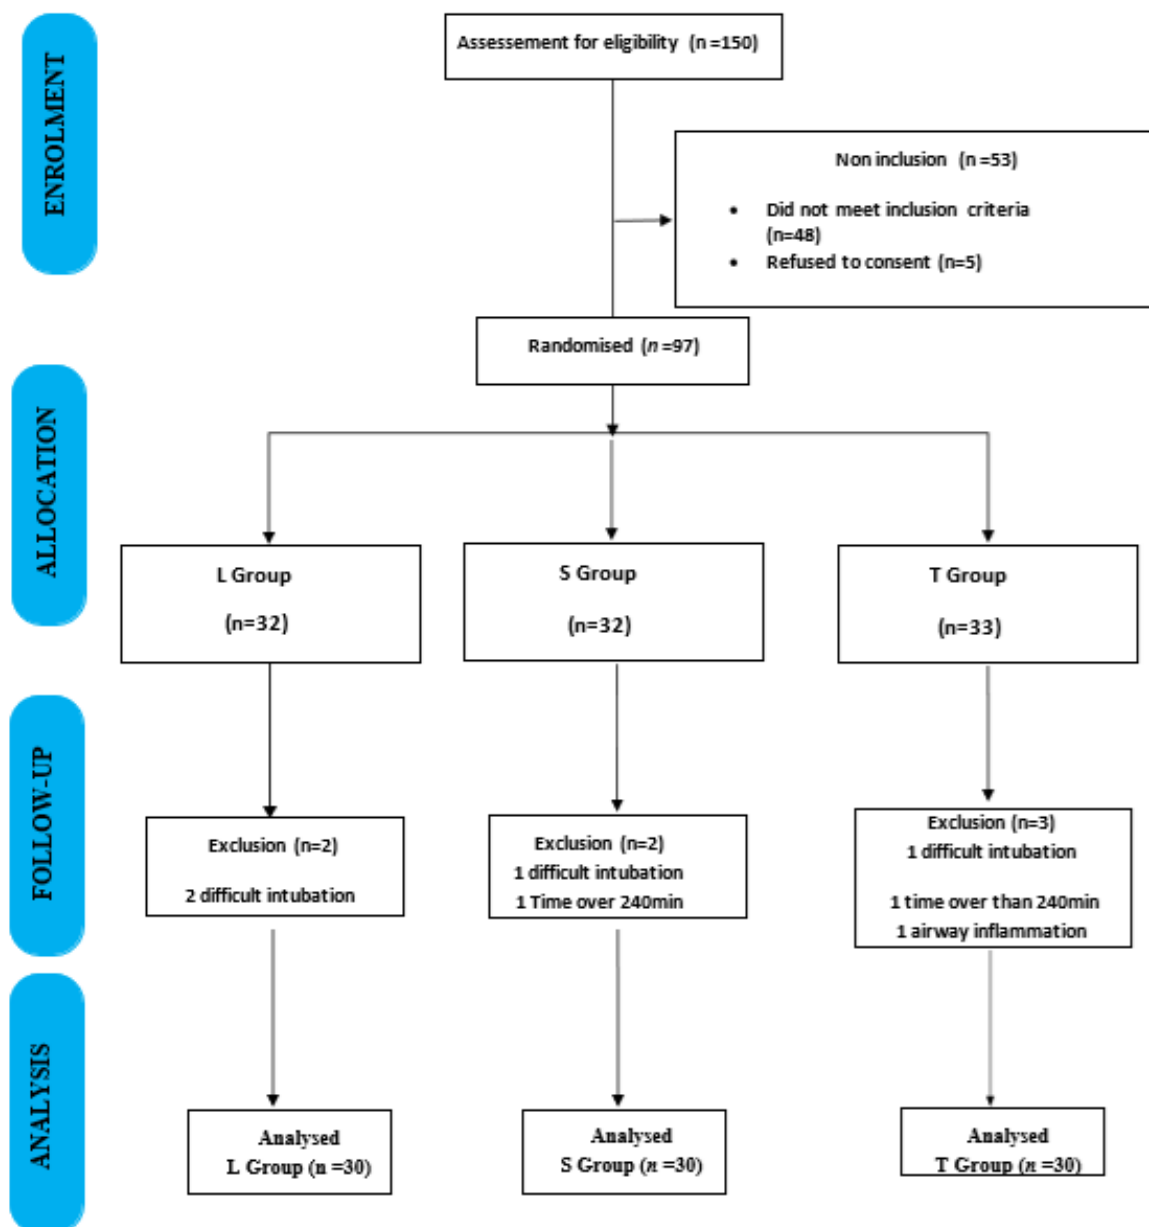 ENROLMENT
Assessement for eligibility (n =150)
Non inclusion (n =53)
• Did not meet inclusion criteria
(n=48)
• Refused to consent (n=5)
Randomised (n =97)
ALLOCATION
L Group
(n=32)
S Group
(n=32)
T Group
(n=33)
FOLLOW-UP
Exclusion (n=2)
2 difficult intubation
Exclusion (n=2)
1 difficult intubation
1 Time over 240min
Exclusion (n=3)
1 difficult intubation
1 time over than 240min
1 airway inflammation
ANALYSIS
Analysed
L Group (n =30)
Analysed
S Group (n =30)
Analysed
T Group (n =30)